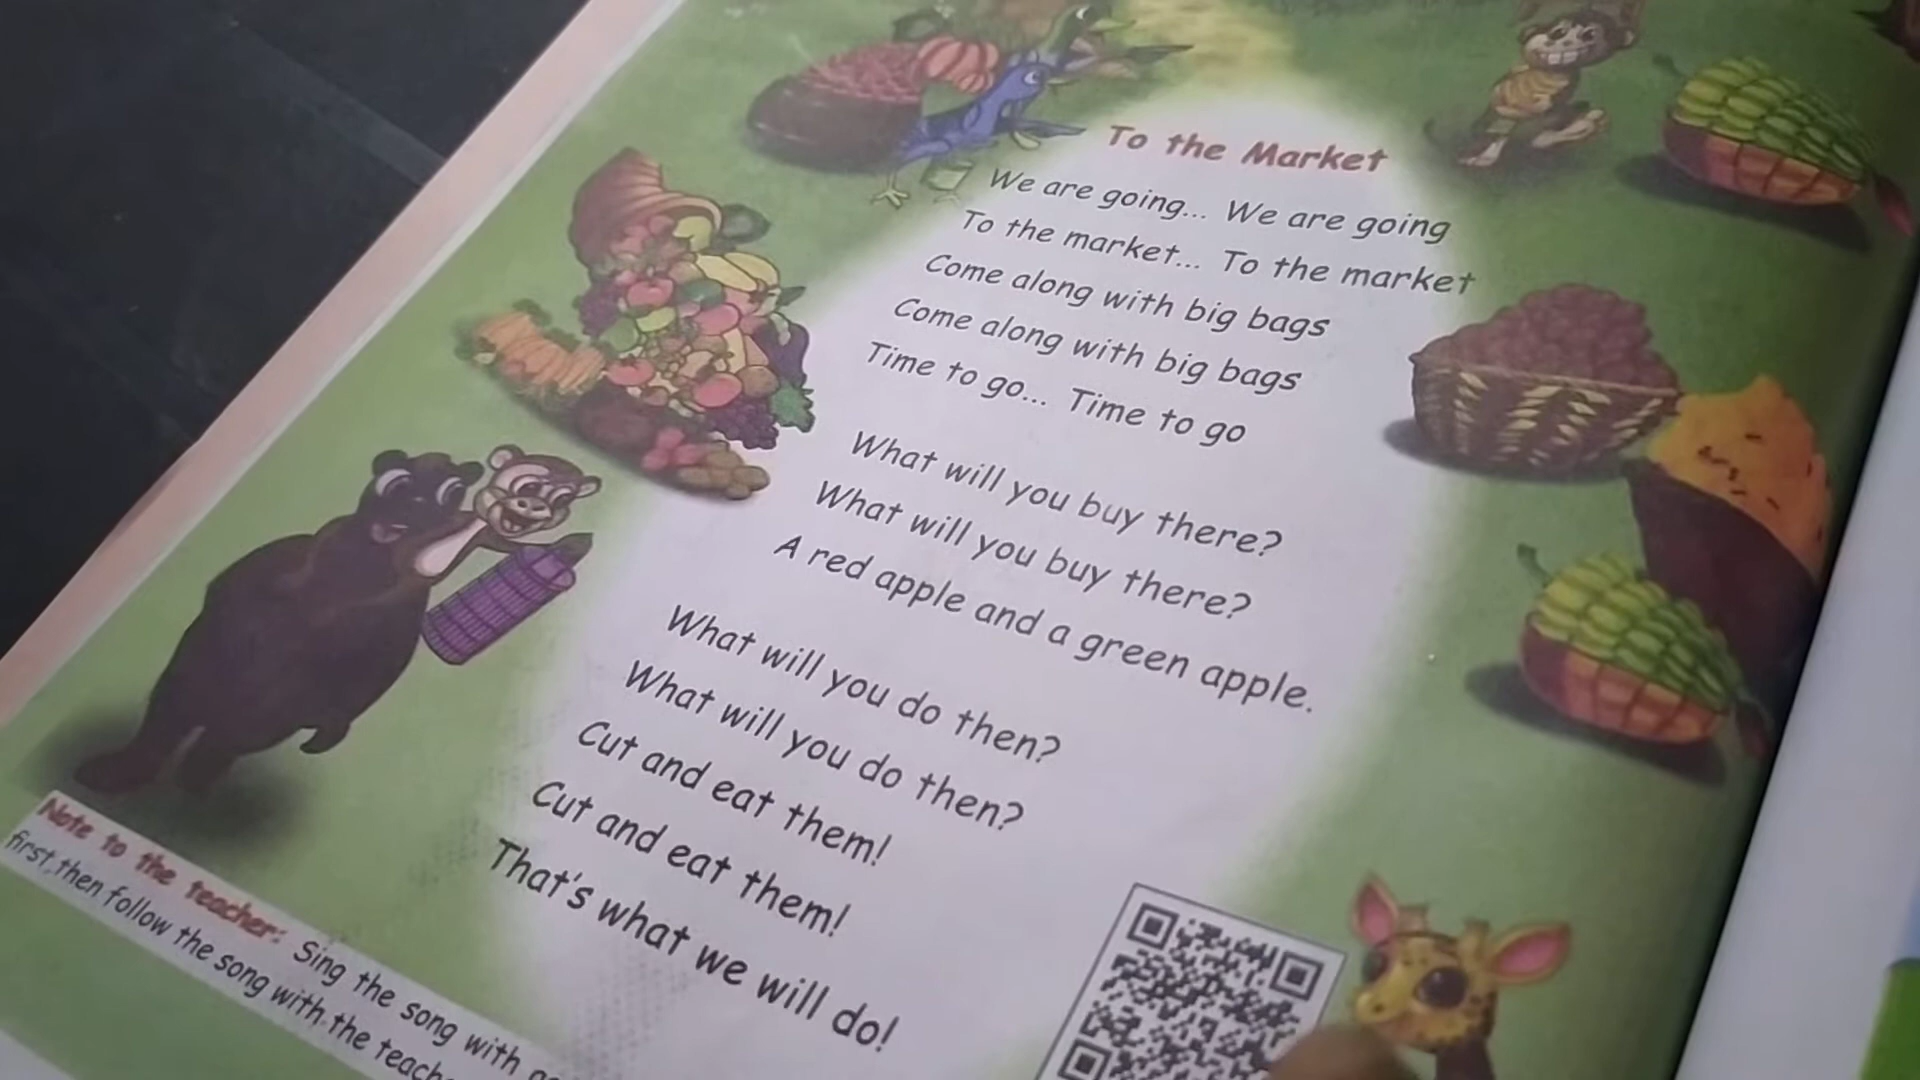 To the Market
We are going... We are going
To the market... To the market
Come along with big bags
Come along with big bags
Time to go... Time to go
What will you buy there?
What will you buy there?
A red apple and a green apple.
What will you do then?
What will you do then?
Cut and eat them!
Cut and eat them!
That's what we will do!
Note to the teacher: Sing the song with
first, then follow the song with the